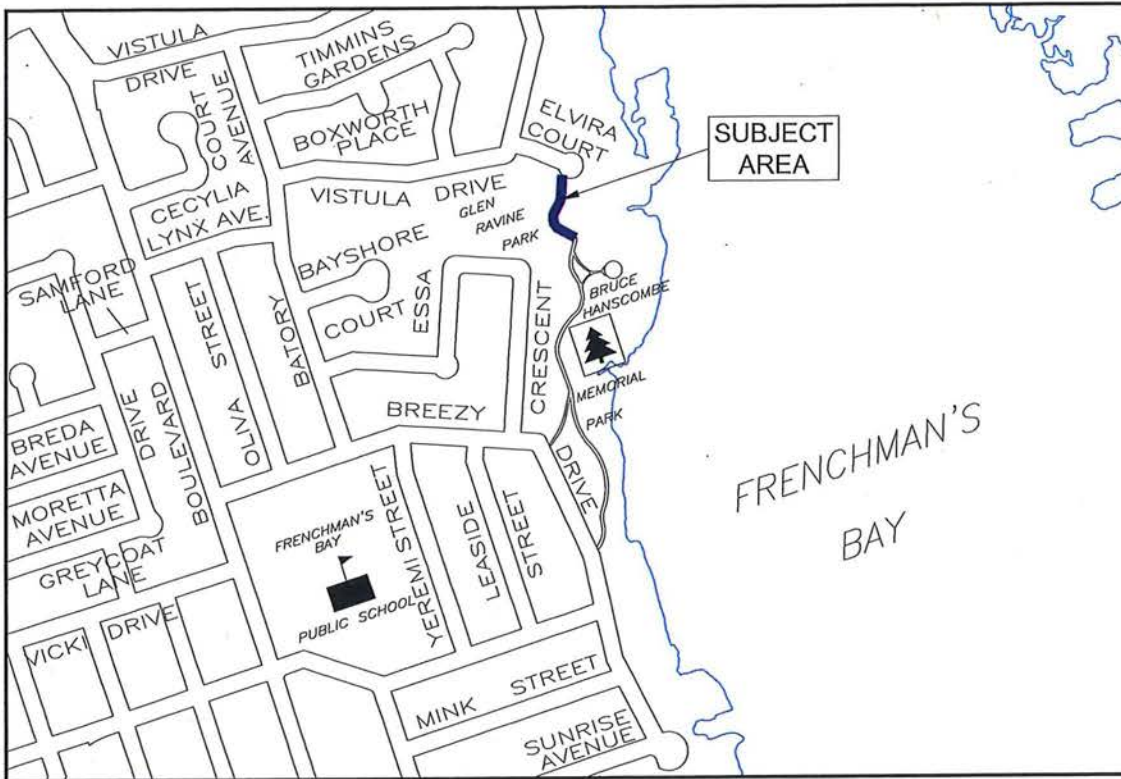 VISTULA
DRIVE
COURT
AVENUE
TIMMINS
GARDENS
BOXWORTH
PLACE
ELVIRA
COURT
SUBJECT
AREA
CECYLIA
LYNX AVE.
VISTULA DRIVE
GLEN
RAVINE
PARK
BAYSHORE
COURT
SAMFORD
LANE
OLIVA STREET
BATORY
ESSA
CRESCENT
BRUCE
HANSCOMBE
MEMORIAL
PARK
BREEZY
DRIVE
BREDA
AVENUE
DRIVE
BOULEVARD
MORETTA
AVENUE
GREYCOAT
LANE
FRENCHMAN'S
BAY
PUBLIC SCHOOL
YEREMI STREET
LEASIDE
STREET
FRENCHMAN'S
BAY
VICKI DRIVE
MINK STREET
SUNRISE
AVENUE